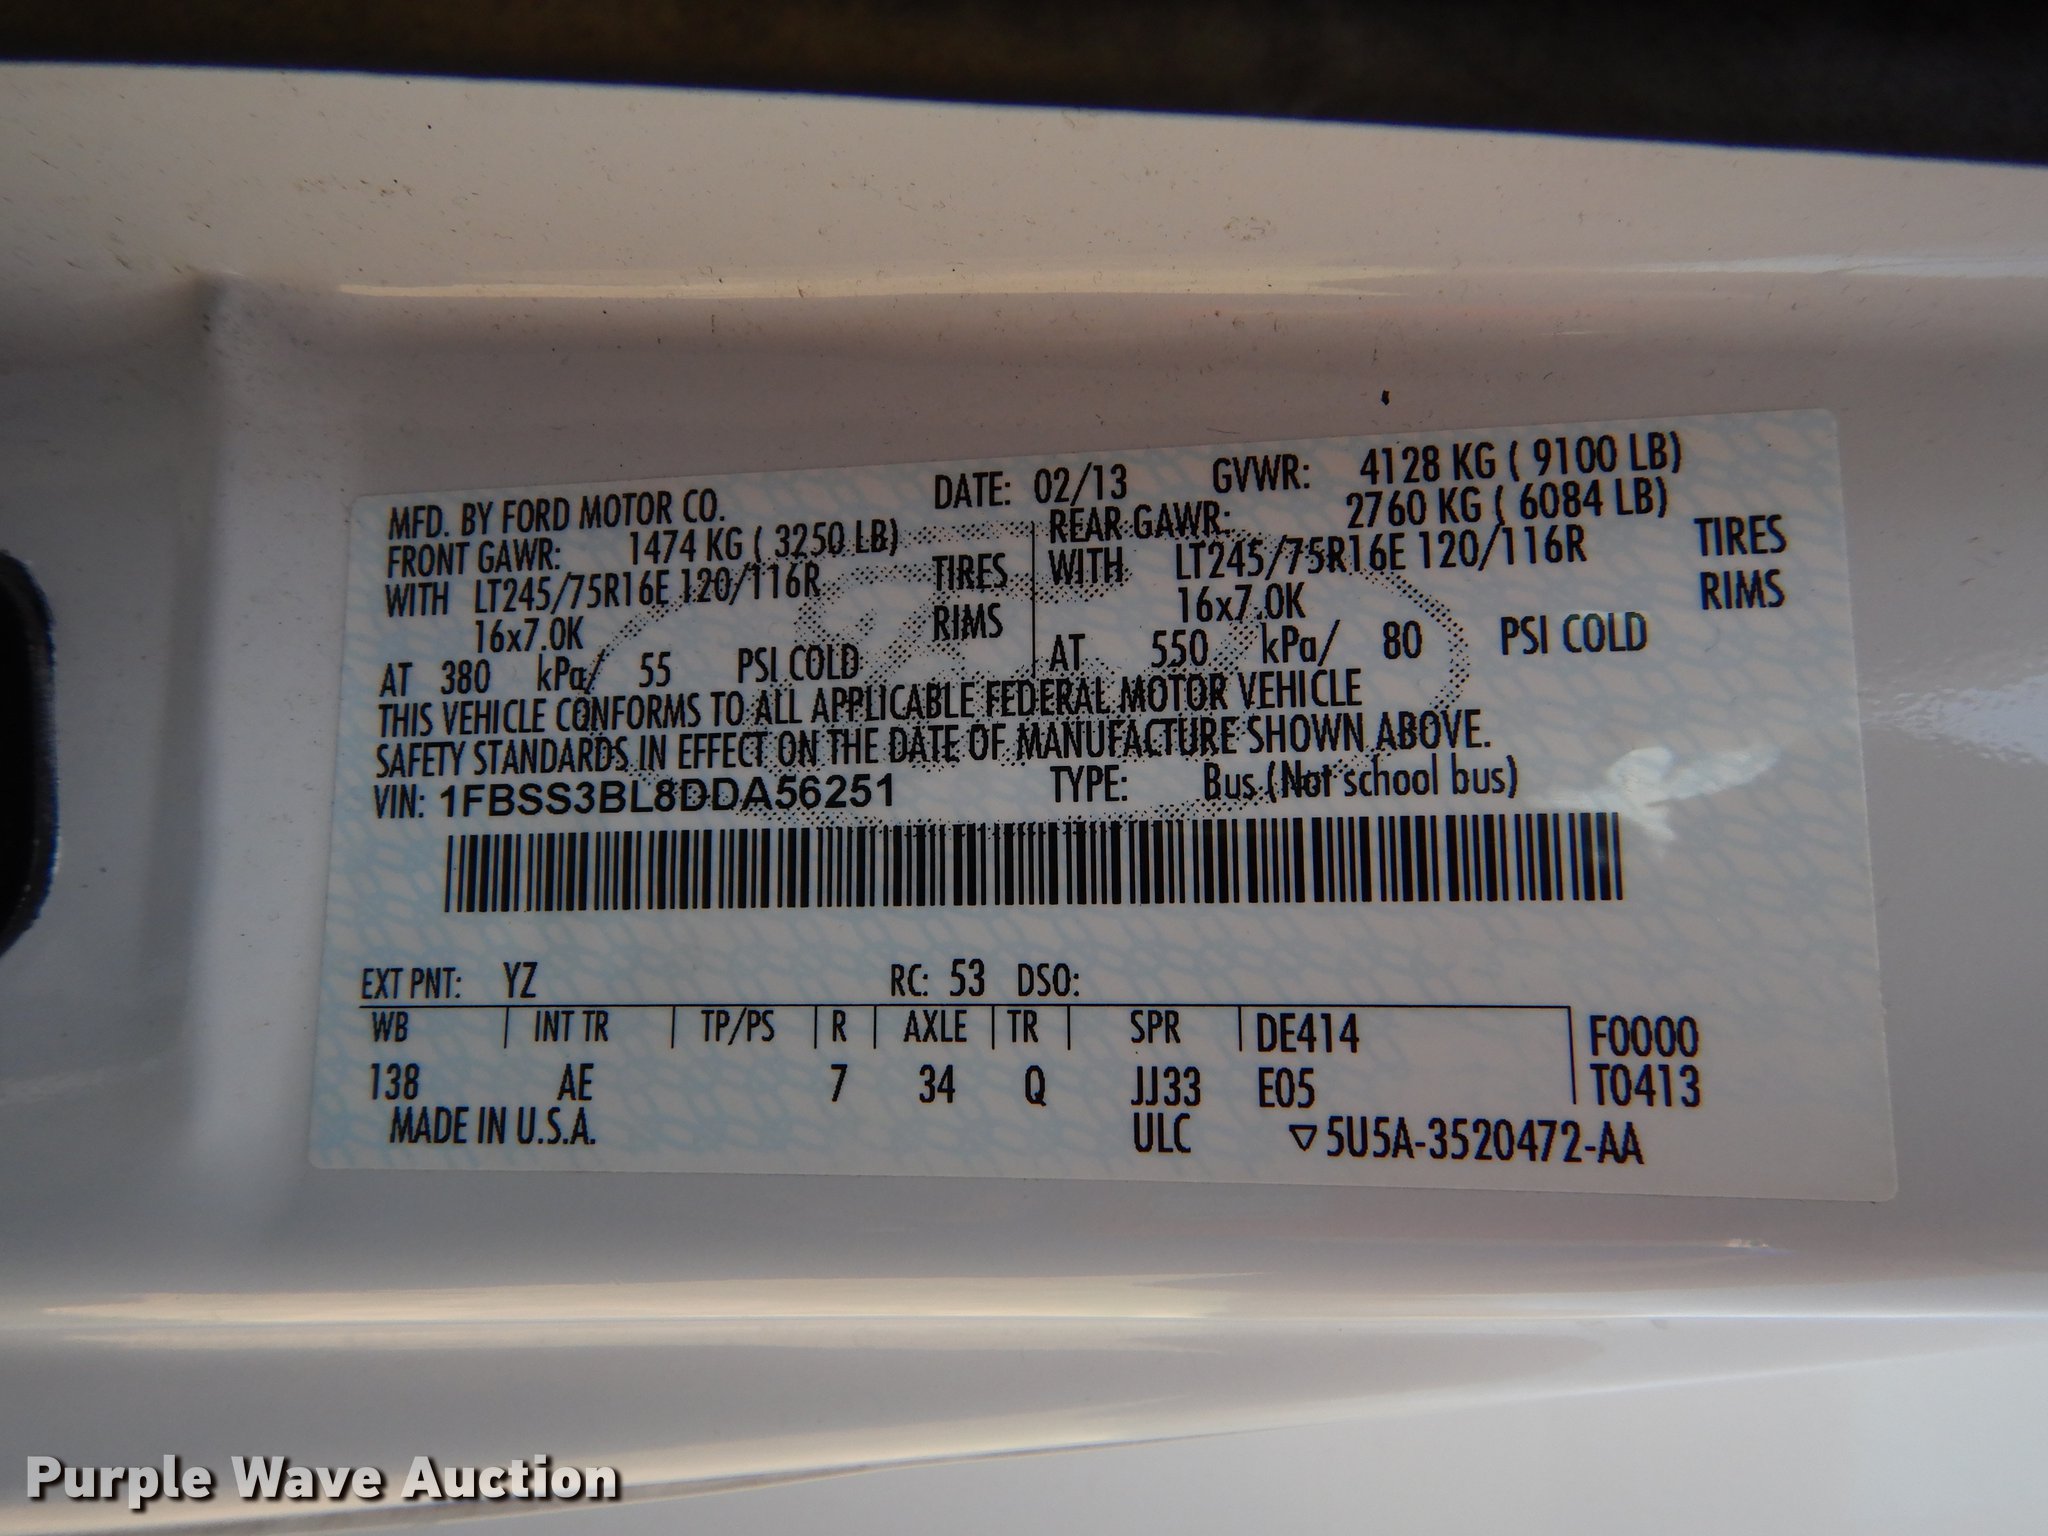 MFD. BY FORD MOTOR CO. DATE: 02/13 GVWR: 4128 KG ( 9100 LB)
FRONT GAWR: 1474 KG ( 3250 LB) REAR GAWR: 2760 KG ( 6084 LB)
WITH LT245/75R16E 120/116R TIRES WITH LT245/75R16E 120/116R TIRES
16x7.0K RIMS 16x7.0K RIMS
AT 380 kPa/ 55 PSI COLD AT 550 kPa/ 80 PSI COLD
THIS VEHICLE CONFORMS TO ALL APPLICABLE FEDERAL MOTOR VEHICLE
SAFETY STANDARDS IN EFFECT ON THE DATE OF MANUFACTURE SHOWN ABOVE.
VIN: 1FBSS3BL8DDA56251 TYPE: Bus (Not school bus)
EXT PNT: YZ RC: 53 DSO:
WB INT TR TP/PS R AXLE TR SPR DE414 F0000
138 AE 7 34 Q JJ33 E05 T0413
MADE IN U.S.A. ULC ▽5U5A-3520472-AA
Purple Wave Auction